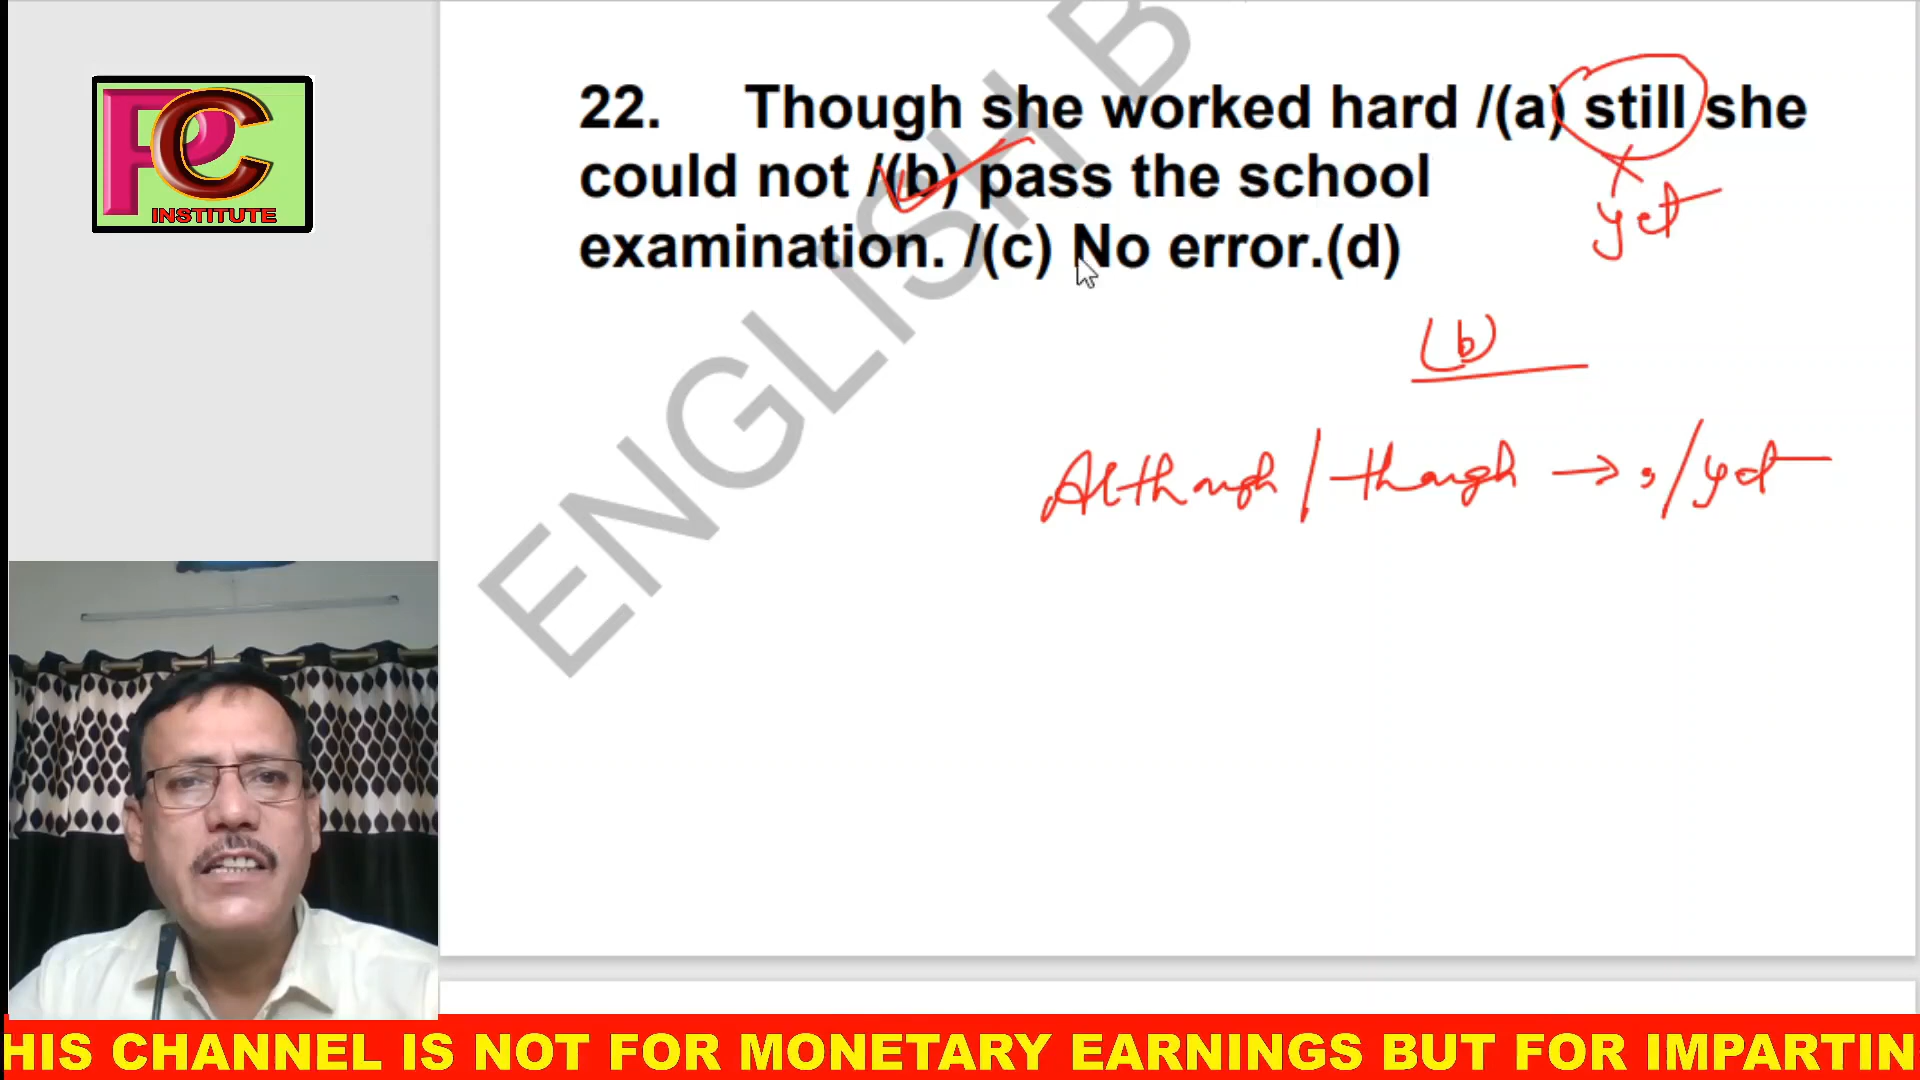 PC
INSTITUTE
22. Though she worked hard /(a) still she
could not /(b) pass the school
examination. /(c) No error.(d)
yet
(b)
Although / though → , / yet
ENGLISH B
HIS CHANNEL IS NOT FOR MONETARY EARNINGS BUT FOR IMPARTIN